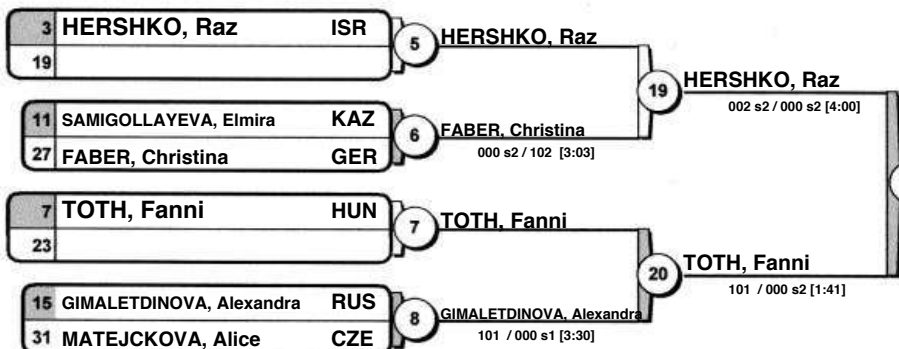 3 HERSHKO, Raz ISR
19
5
HERSHKO, Raz
11 SAMIGOLLAYEVA, Elmira KAZ
27 FABER, Christina GER
6
FABER, Christina
000 s2 / 102 [3:03]
19
HERSHKO, Raz
002 s2 / 000 s2 [4:00]
7 TOTH, Fanni HUN
23
7
TOTH, Fanni
15 GIMALETDINOVA, Alexandra RUS
31 MATEJCKOVA, Alice CZE
8
GIMALETDINOVA, Alexandra
101 / 000 s1 [3:30]
20
TOTH, Fanni
101 / 000 s2 [1:41]